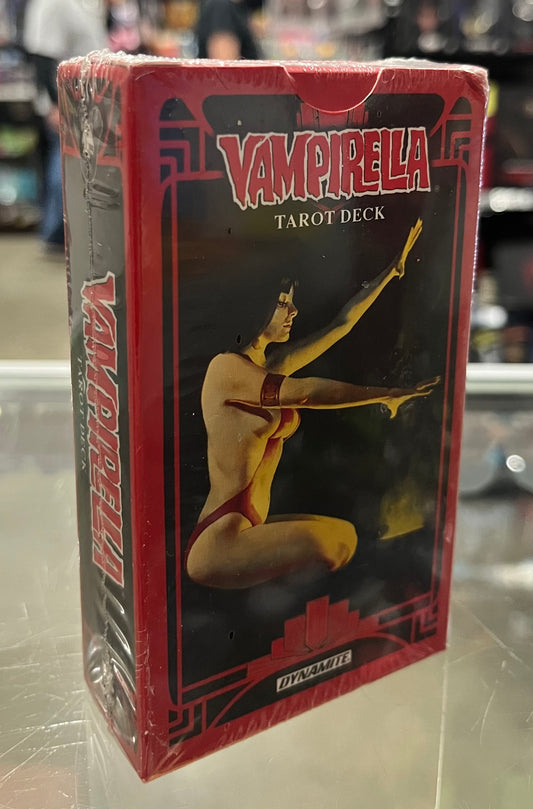 VAMPIRELLA
TAROT DECK
DYNAMITE
VAMPIRELLA
TAROT DECK